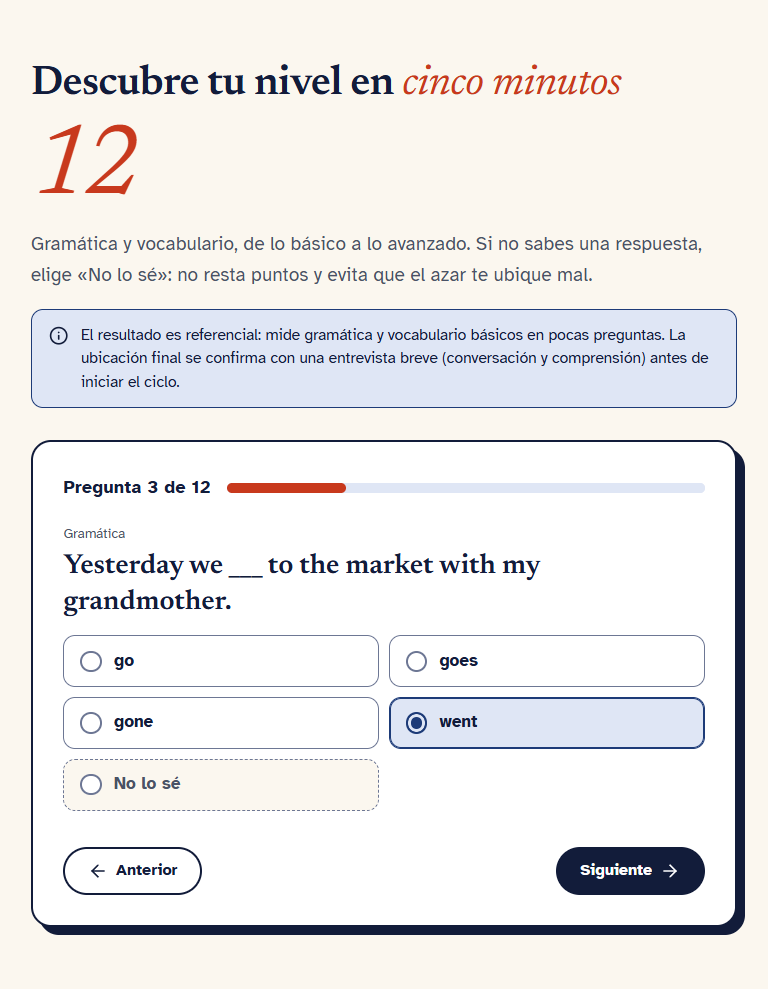 Descubre tu nivel en cinco minutos
12
Gramática y vocabulario, de lo básico a lo avanzado. Si no sabes una respuesta,
elige «No lo sé»: no resta puntos y evita que el azar te ubique mal.
El resultado es referencial: mide gramática y vocabulario básicos en pocas preguntas. La
ubicación final se confirma con una entrevista breve (conversación y comprensión) antes de
iniciar el ciclo.
Pregunta 3 de 12
Gramática
Yesterday we ___ to the market with my
grandmother.
go
goes
gone
went
No lo sé
← Anterior
Siguiente →